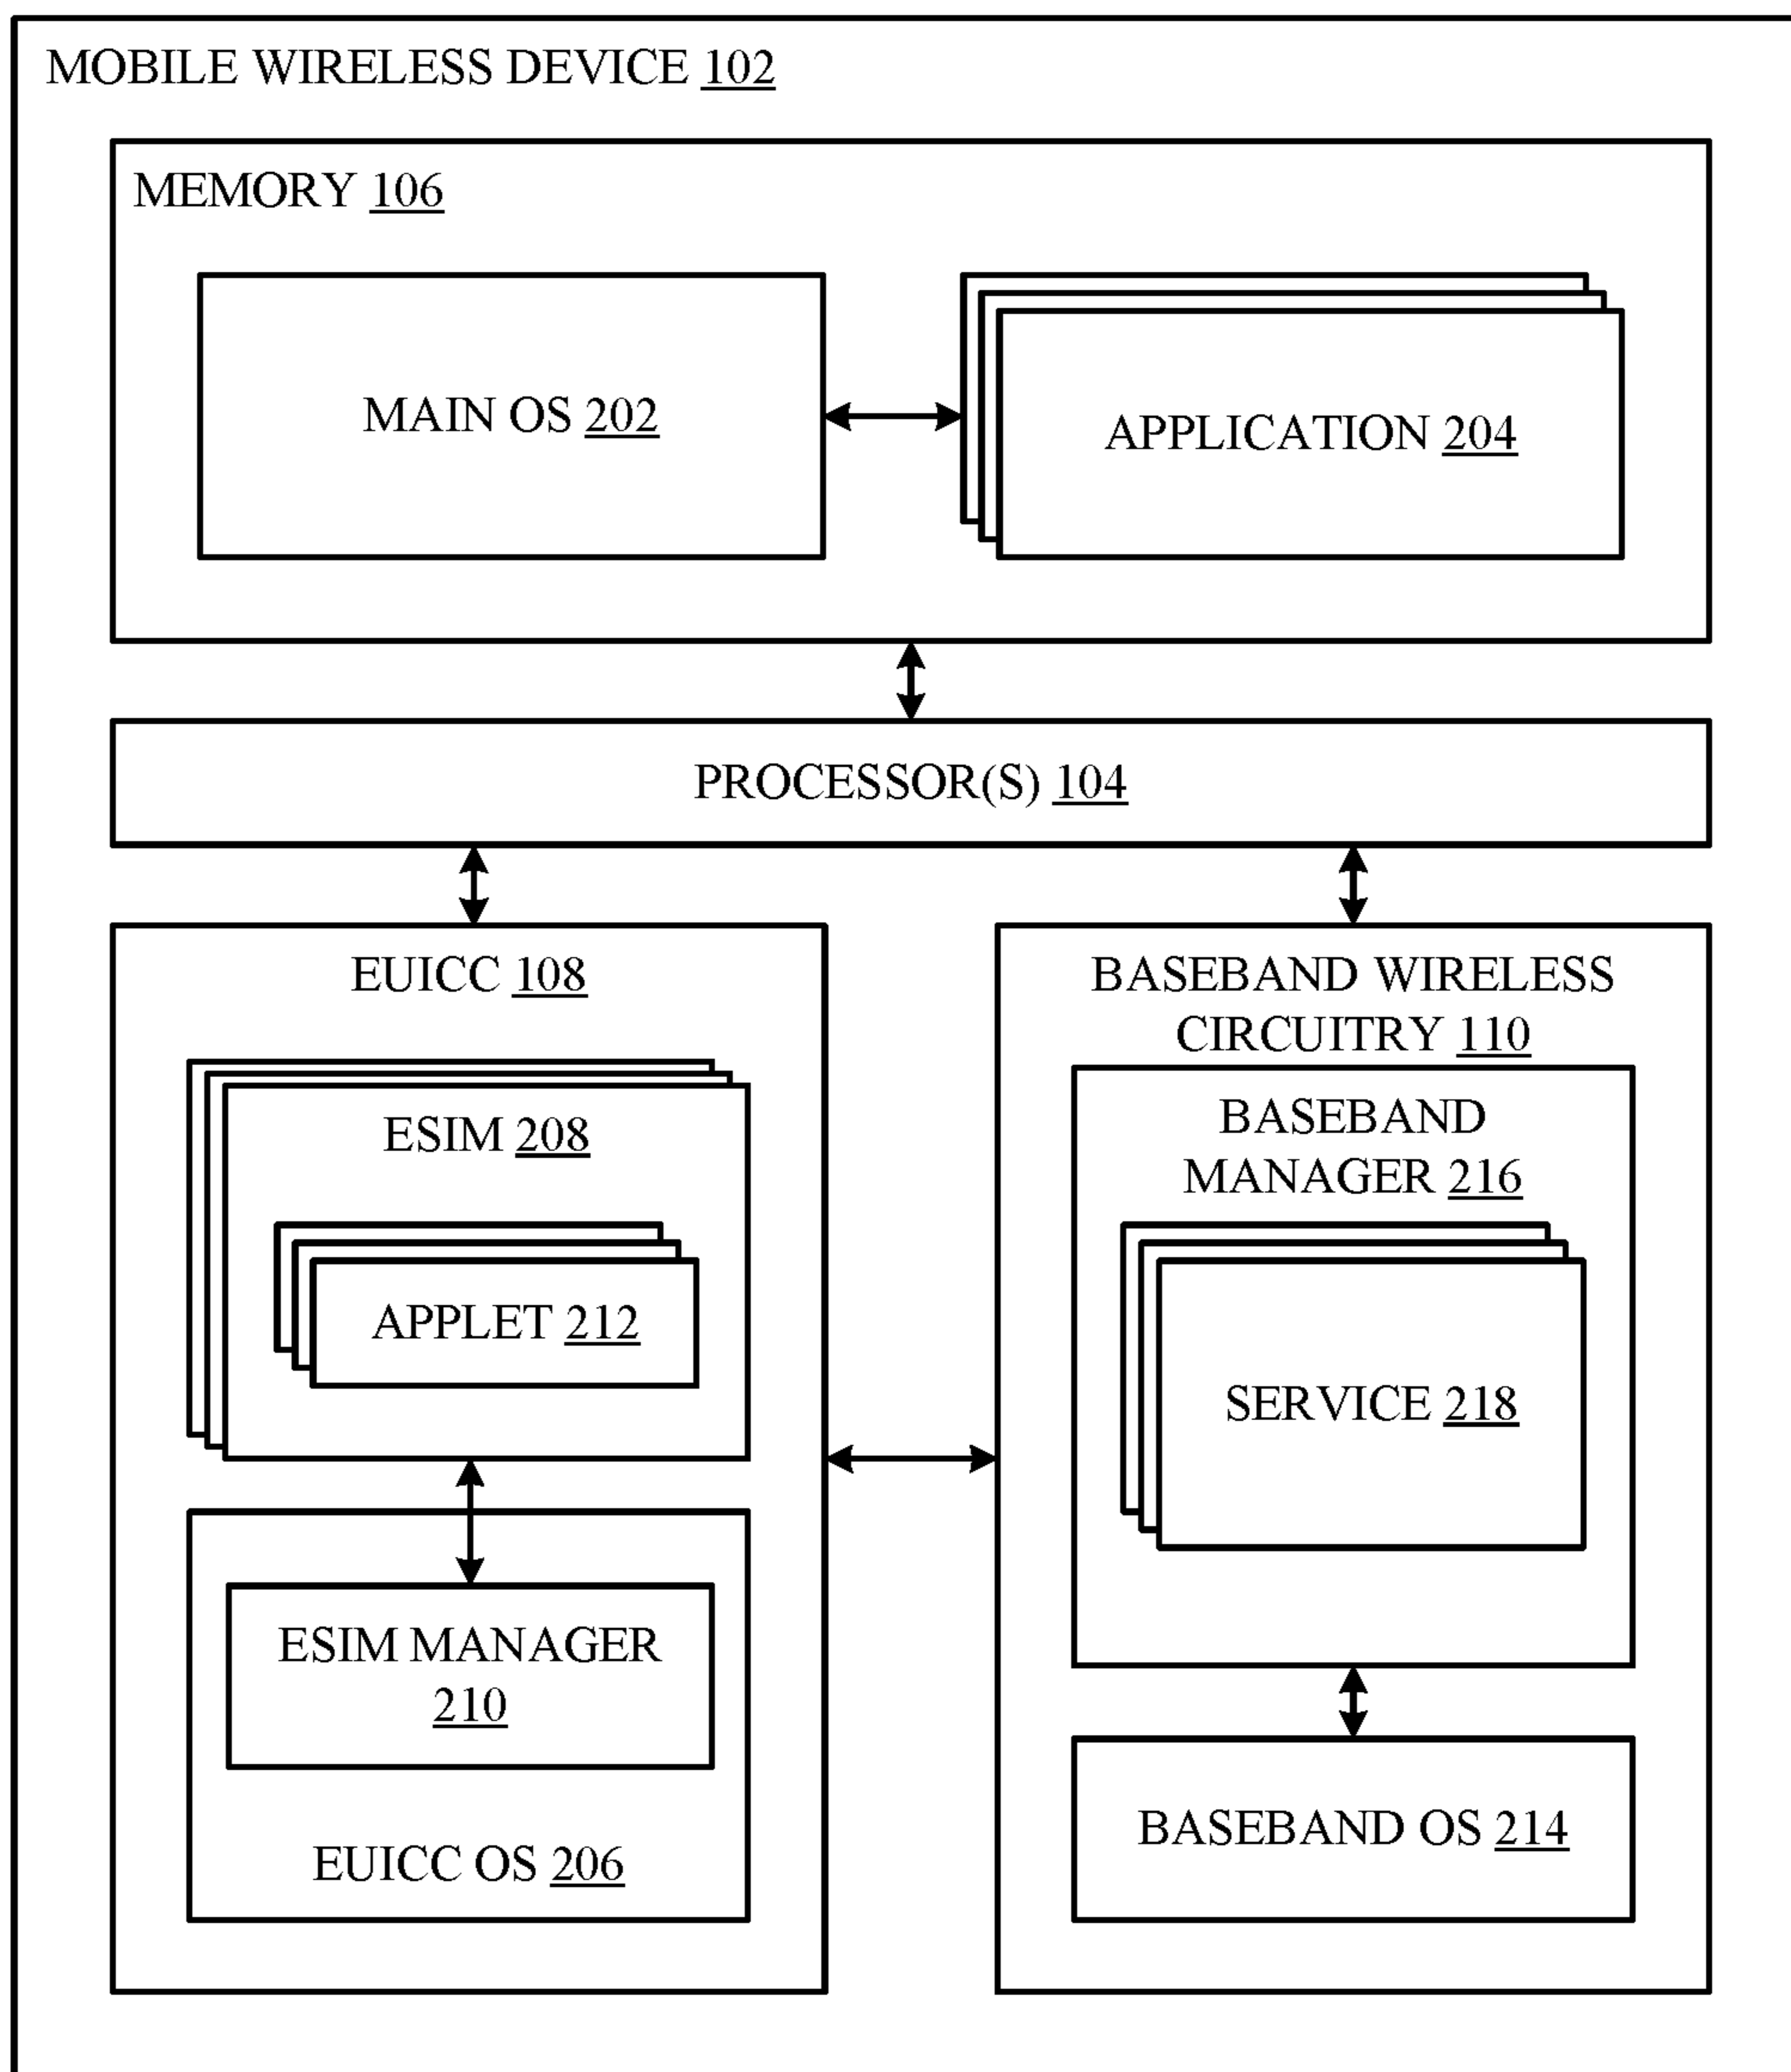 MOBILE WIRELESS DEVICE 102
MEMORY 106
MAIN OS 202
APPLICATION 204
PROCESSOR(S) 104
EUICC 108
ESIM 208
APPLET 212
ESIM MANAGER
210
EUICC OS 206
BASEBAND WIRELESS
CIRCUITRY 110
BASEBAND
MANAGER 216
SERVICE 218
BASEBAND OS 214